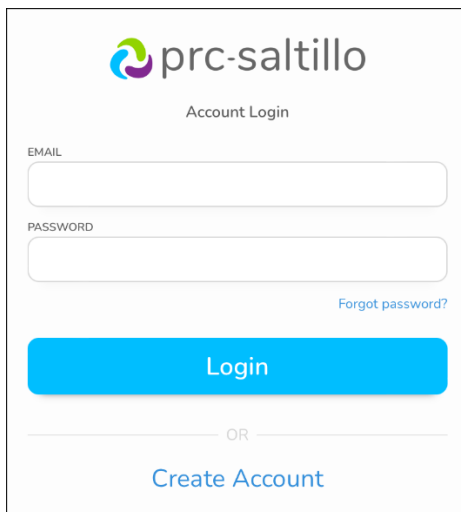 prc-saltillo
Account Login
EMAIL
PASSWORD
Forgot password?
Login
OR
Create Account